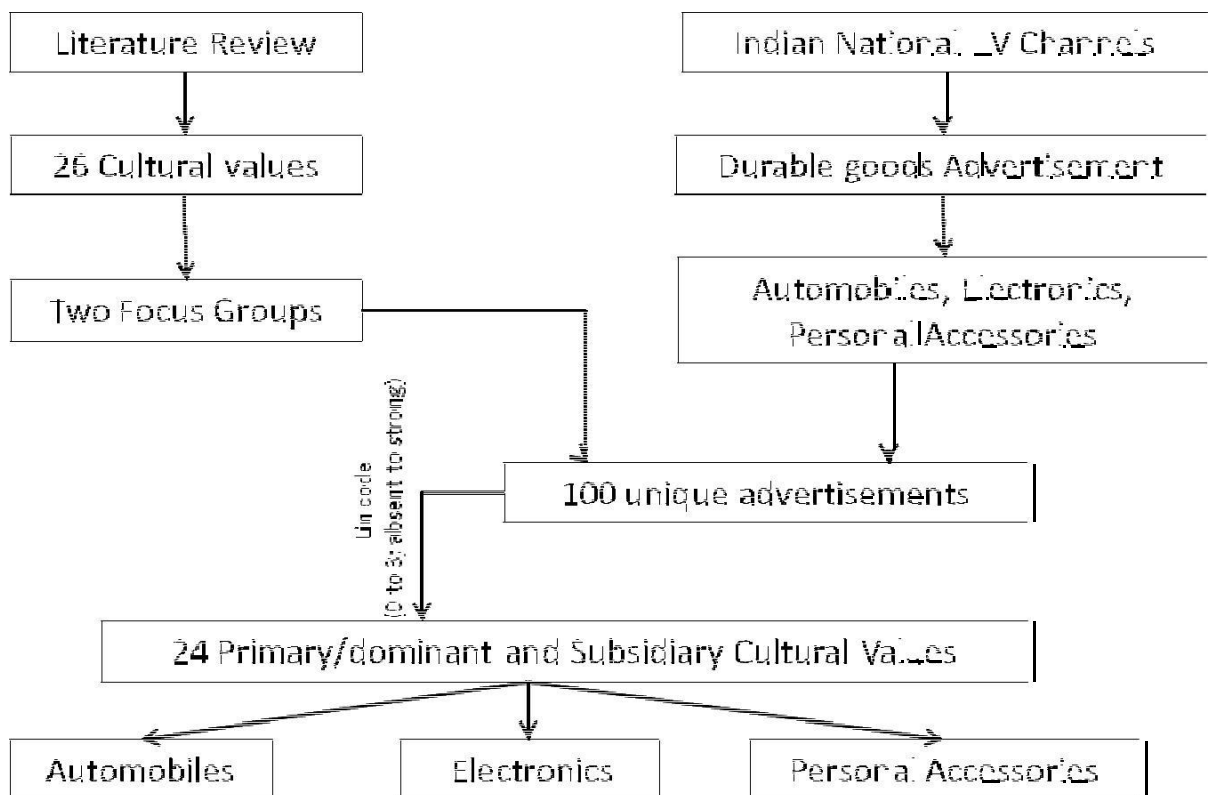 Literature Review
Indian National TV Channels
26 Cultural values
Durable goods Advertisement
Two Focus Groups
Automobiles, Electronics,
Personal Accessories
Lin code
(0 to 3; absent to strong)
100 unique advertisements
24 Primary/dominant and Subsidiary Cultural Values
Automobiles
Electronics
Personal Accessories